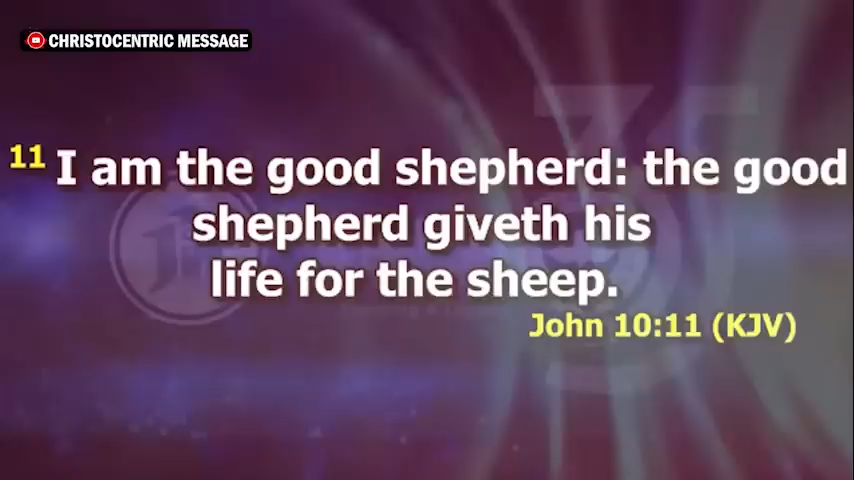 CHRISTOCENTRIC MESSAGE
11 I am the good shepherd: the good
shepherd giveth his
life for the sheep.
John 10:11 (KJV)